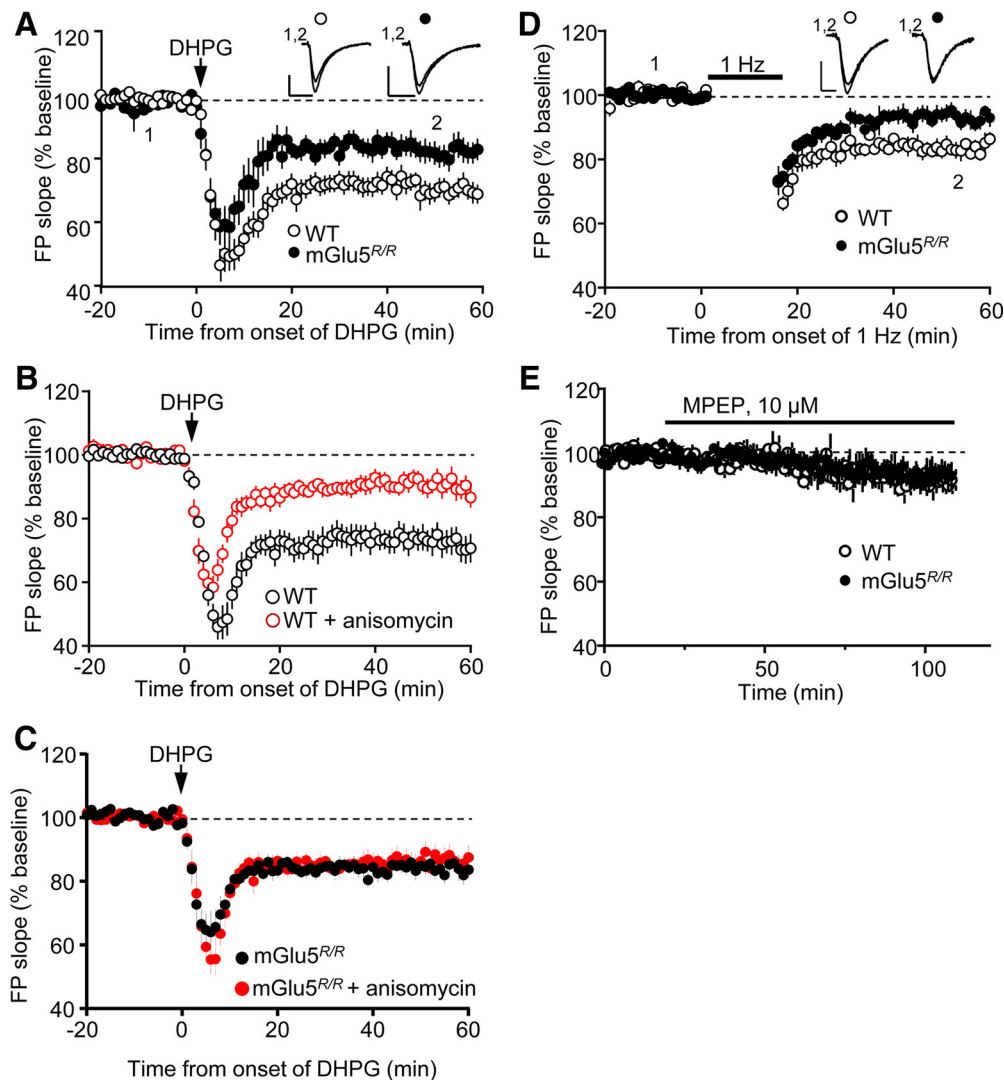 A
DHPG
1,2
120
100
80
60
40
1
2
WT
mGlu5R/R
-20 0 20 40 60
FP slope (% baseline)
Time from onset of DHPG (min)
B
DHPG
120
100
80
60
40
WT
WT + anisomycin
-20 0 20 40 60
FP slope (% baseline)
Time from onset of DHPG (min)
C
DHPG
120
100
80
60
40
mGlu5R/R
mGlu5R/R + anisomycin
-20 0 20 40 60
FP slope (% baseline)
Time from onset of DHPG (min)
D
1,2
1,2
120
1
1 Hz
100
80
60
40
2
WT
mGlu5R/R
-20 0 20 40 60
FP slope (% baseline)
Time from onset of 1 Hz (min)
E
MPEP, 10 µM
120
100
80
60
40
WT
mGlu5R/R
0 50 100
FP slope (% baseline)
Time (min)